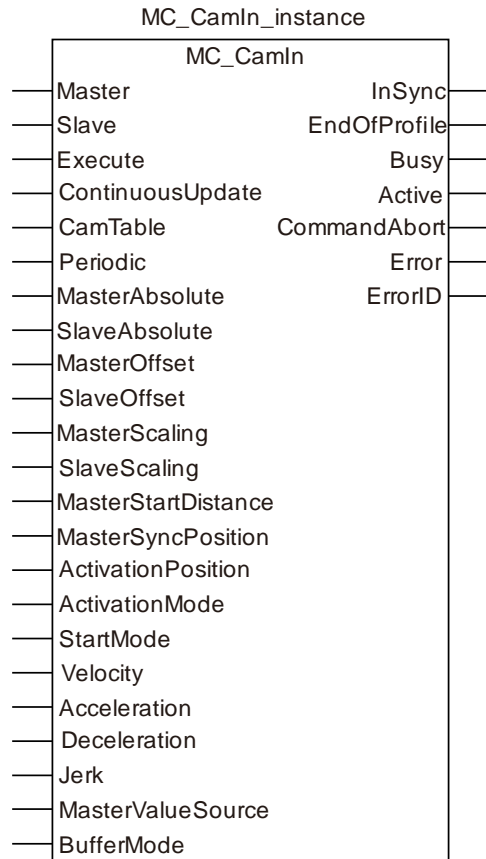 MC_CamIn_instance
MC_CamIn
Master InSync
Slave EndOfProfile
Execute Busy
ContinuousUpdate Active
CamTable CommandAbort
Periodic Error
MasterAbsolute ErrorID
SlaveAbsolute
MasterOffset
SlaveOffset
MasterScaling
SlaveScaling
MasterStartDistance
MasterSyncPosition
ActivationPosition
ActivationMode
StartMode
Velocity
Acceleration
Deceleration
Jerk
MasterValueSource
BufferMode